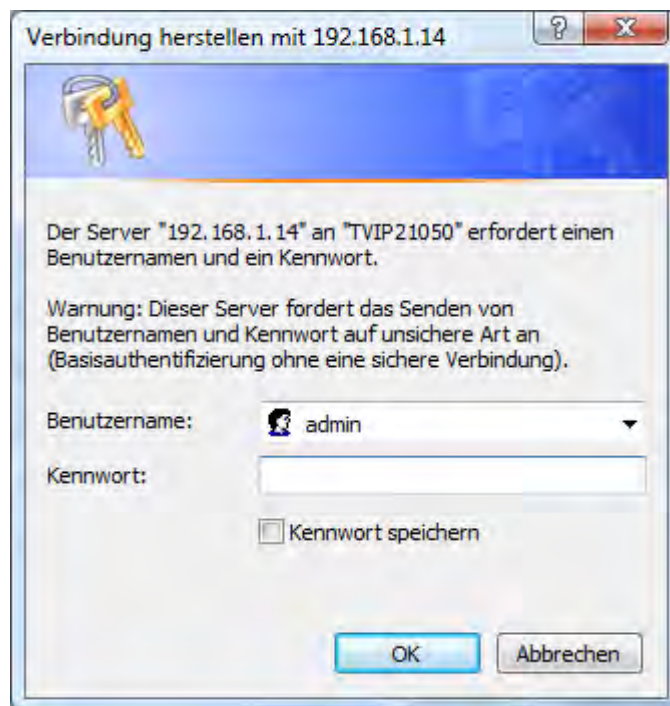 Verbindung herstellen mit 192.168.1.14
Der Server "192.168.1.14" an "TVIP21050" erfordert einen
Benutzernamen und ein Kennwort.
Warnung: Dieser Server fordert das Senden von
Benutzernamen und Kennwort auf unsichere Art an
(Basisauthentifizierung ohne eine sichere Verbindung).
Benutzername:
admin
Kennwort:
Kennwort speichern
OK
Abbrechen